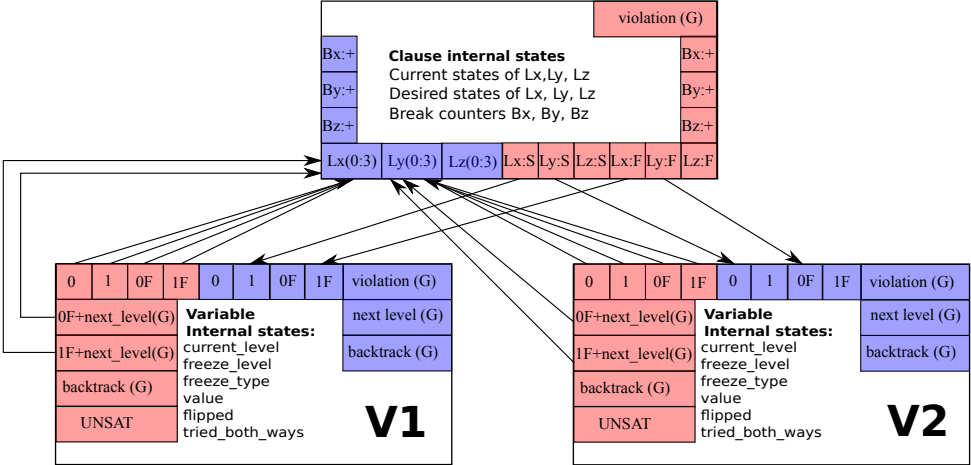 violation (G)
Bx:+
By:+
Bz:+
Clause internal states
Current states of Lx,Ly, Lz
Desired states of Lx, Ly, Lz
Break counters Bx, By, Bz
Bx:+
By:+
Bz:+
Lx(0:3) Ly(0:3) Lz(0:3) Lx:S Ly:S Lz:S Lx:F Ly:F Lz:F
0 1 0F 1F 0 1 0F 1F violation (G)
0F+next_level(G)
1F+next_level(G)
backtrack (G)
UNSAT
Variable
Internal states:
current_level
freeze_level
freeze_type
value
flipped
tried_both_ways
next level (G)
backtrack (G)
V1
0 1 0F 1F 0 1 0F 1F violation (G)
0F+next_level(G)
1F+next_level(G)
backtrack (G)
UNSAT
Variable
Internal states:
current_level
freeze_level
freeze_type
value
flipped
tried_both_ways
next level (G)
backtrack (G)
V2